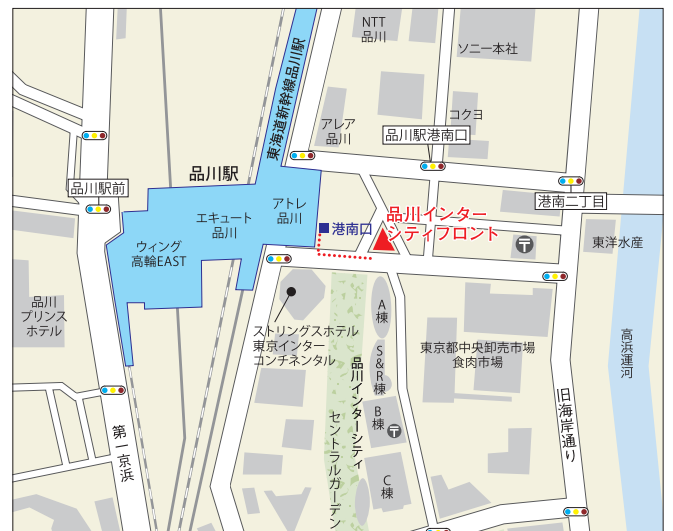 NTT
品川
ソニー本社
東海道新幹線品川駅
アレア
品川
コクヨ
品川駅港南口
品川駅
品川駅前
港南二丁目
アトレ
品川
エキュート
品川
港南口
品川インター
シティフロント
〒
東洋水産
ウィング
高輪EAST
品川
プリンス
ホテル
A
棟
ストリングスホテル
東京インター
コンチネンタル
S&R
棟
東京都中央卸売市場
食肉市場
高浜運河
品川インターシティ
B
棟
〒
旧海岸通り
セントラルガーデン
第一京浜
C
棟